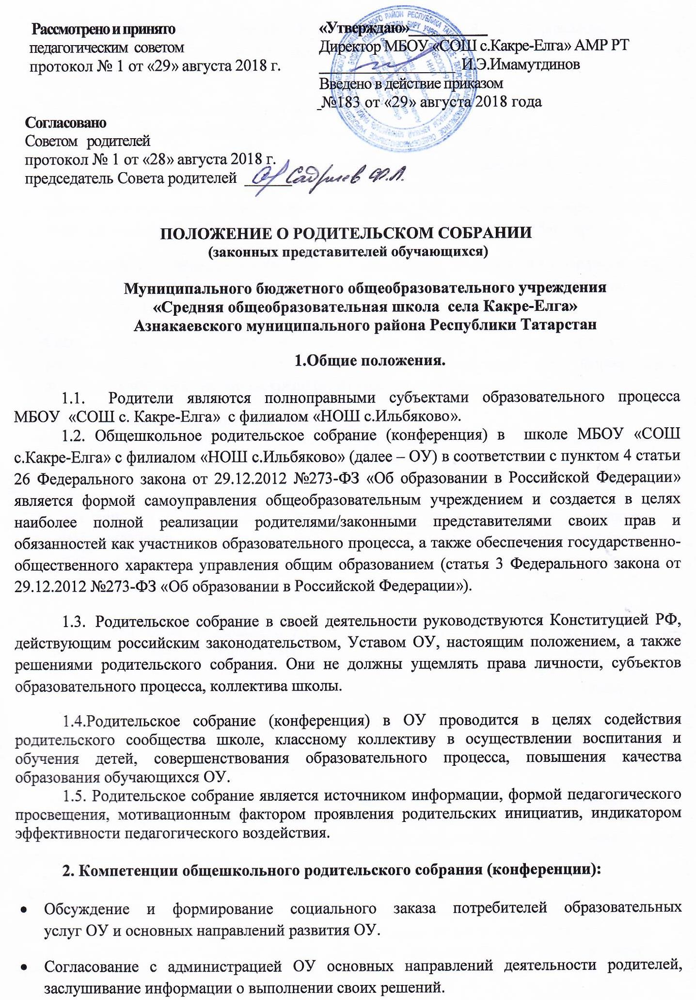 Рассмотрено и принято
педагогическим советом
протокол № 1 от «29» августа 2018 г.
«Утверждаю»___________
Директор МБОУ «СОШ с.Какре-Елга» АМР РТ
___________________ И.Э.Имамутдинов
Введено в действие приказом
_№183 от «29» августа 2018 года
Согласовано
Советом родителей
протокол № 1 от «28» августа 2018 г.
председатель Совета родителей ______ Садриев Ф.Л.
ПОЛОЖЕНИЕ О РОДИТЕЛЬСКОМ СОБРАНИИ
(законных представителей обучающихся)
Муниципального бюджетного общеобразовательного учреждения
«Средняя общеобразовательная школа села Какре-Елга»
Азнакаевского муниципального района Республики Татарстан
1.Общие положения.
1.1. Родители являются полноправными субъектами образовательного процесса
МБОУ «СОШ с. Какре-Елга» с филиалом «НОШ с.Ильбяково».
1.2. Общешкольное родительское собрание (конференция) в школе МБОУ «СОШ
с.Какре-Елга» с филиалом «НОШ с.Ильбяково» (далее – ОУ) в соответствии с пунктом 4 статьи
26 Федерального закона от 29.12.2012 №273-ФЗ «Об образовании в Российской Федерации»
является формой самоуправления общеобразовательным учреждением и создается в целях
наиболее полной реализации родителями/законными представителями своих прав и
обязанностей как участников образовательного процесса, а также обеспечения государственно-
общественного характера управления общим образованием (статья 3 Федерального закона от
29.12.2012 №273-ФЗ «Об образовании в Российской Федерации»).
1.3. Родительское собрание в своей деятельности руководствуются Конституцией РФ,
действующим российским законодательством, Уставом ОУ, настоящим положением, а также
решениями родительского собрания. Они не должны ущемлять права личности, субъектов
образовательного процесса, коллектива школы.
1.4.Родительское собрание (конференция) в ОУ проводится в целях содействия
родительского сообщества школе, классному коллективу в осуществлении воспитания и
обучения детей, совершенствования образовательного процесса, повышения качества
образования обучающихся ОУ.
1.5. Родительское собрание является источником информации, формой педагогического
просвещения, мотивационным фактором проявления родительских инициатив, индикатором
эффективности педагогического воздействия.
2. Компетенции общешкольного родительского собрания (конференции):
• Обсуждение и формирование социального заказа потребителей образовательных
услуг ОУ и основных направлений развития ОУ.
• Согласование с администрацией ОУ основных направлений деятельности родителей,
заслушивание информации о выполнении своих решений.